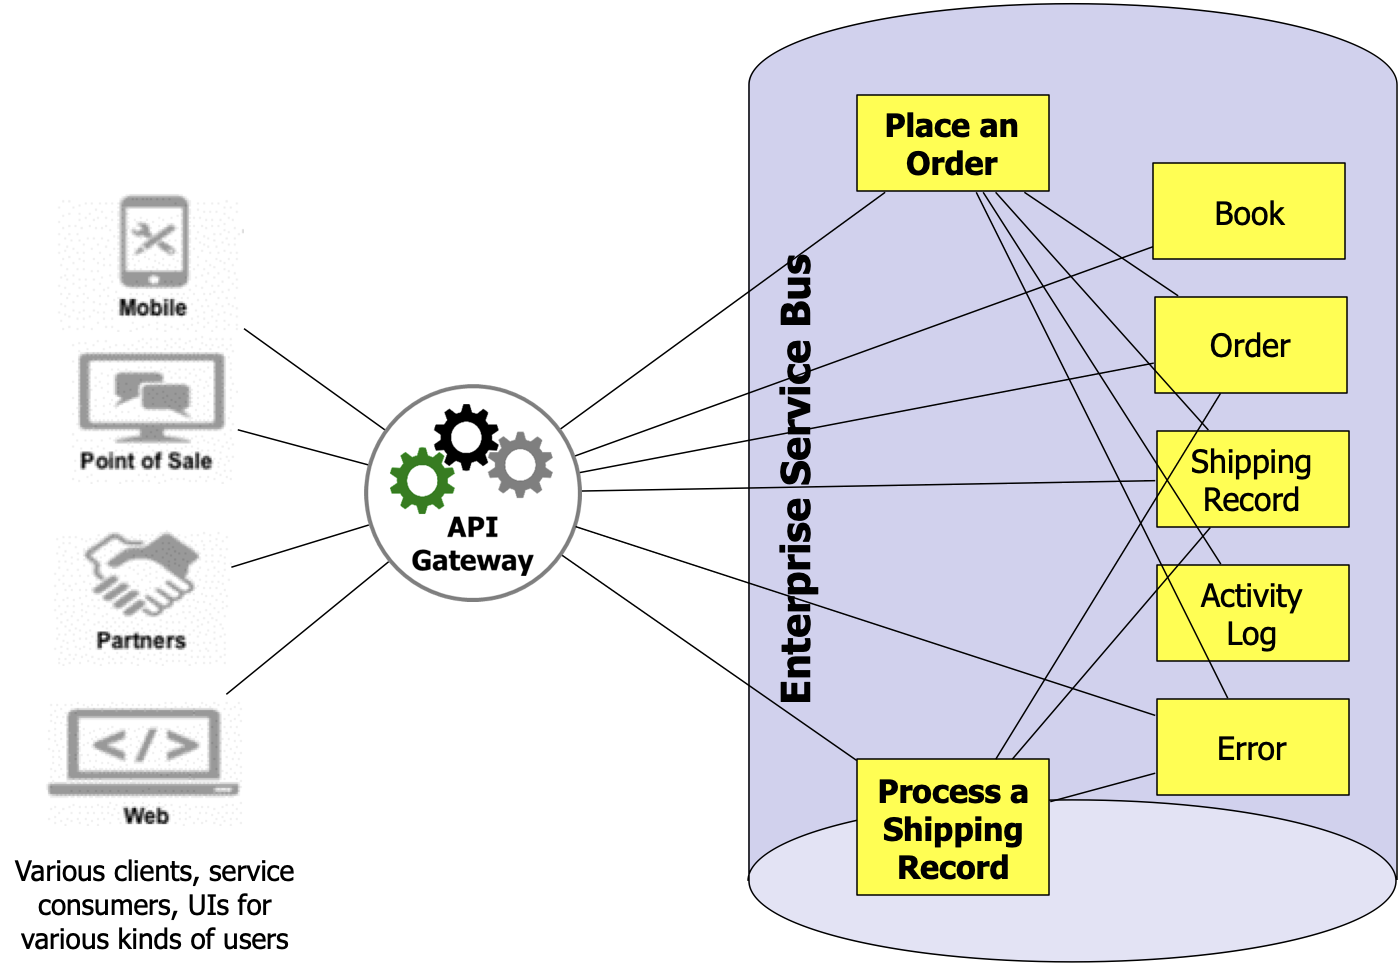 Mobile
Point of Sale
Partners
Web
Various clients, service
consumers, UIs for
various kinds of users
API
Gateway
Enterprise Service Bus
Place an
Order
Process a
Shipping
Record
Book
Order
Shipping
Record
Activity
Log
Error